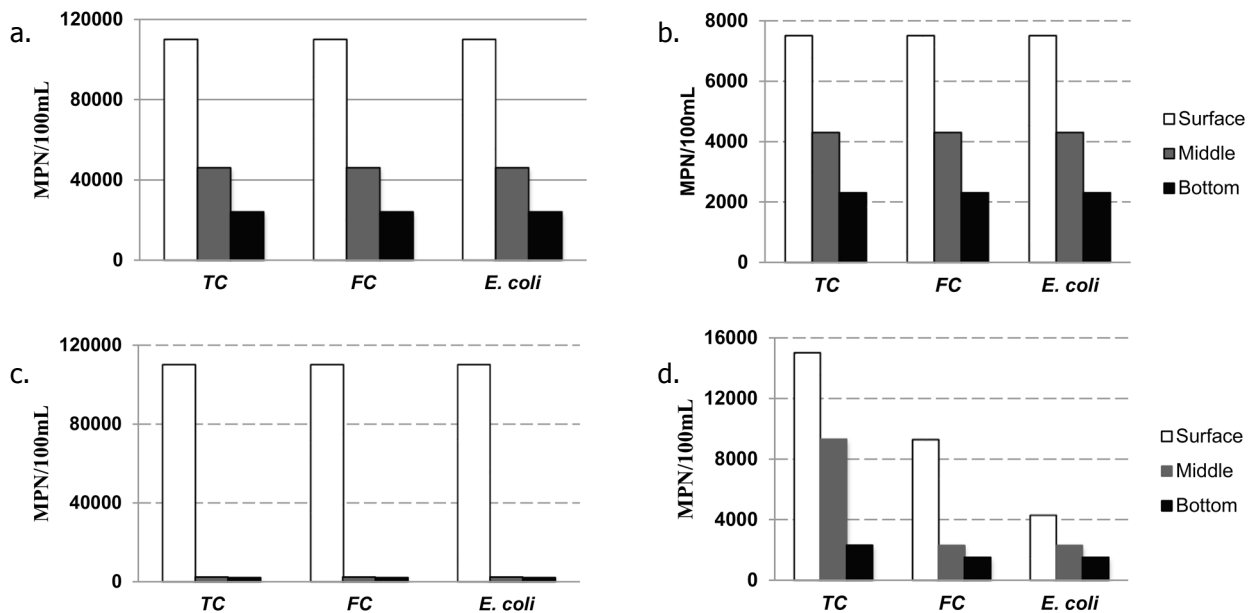 a.
MPN/100mL
120000
80000
40000
0
TC
FC
E. coli
b.
MPN/100mL
8000
6000
4000
2000
0
TC
FC
E. coli
Surface
Middle
Bottom
c.
MPN/100mL
120000
80000
40000
0
TC
FC
E. coli
d.
MPN/100mL
16000
12000
8000
4000
0
TC
FC
E. coli
Surface
Middle
Bottom